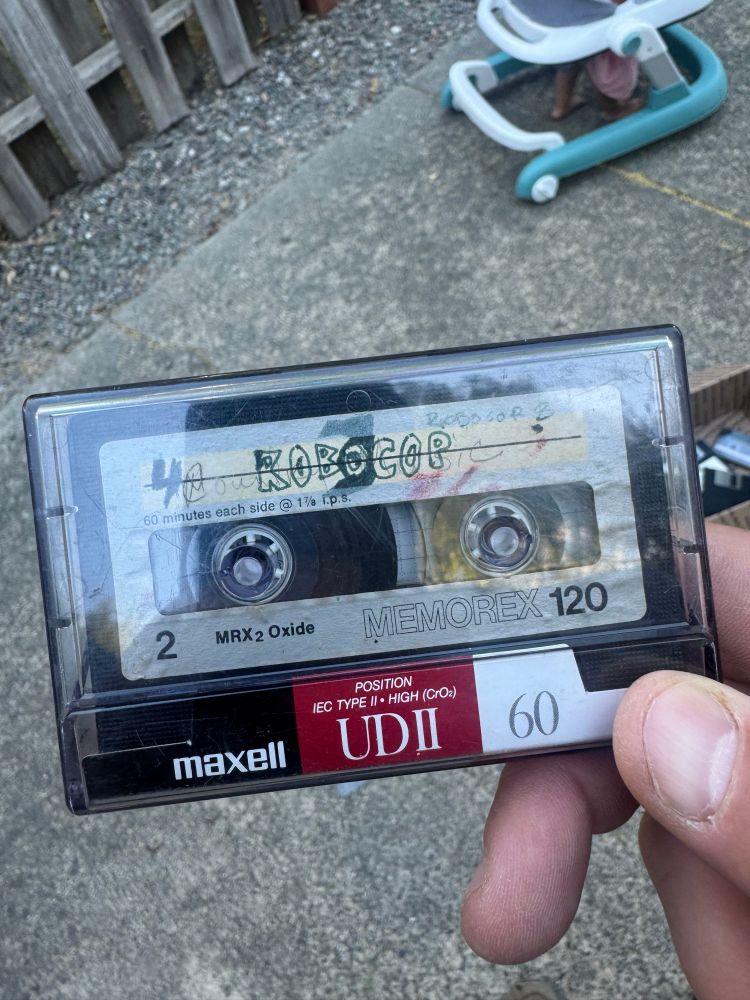 ROBOCOP B
4 ROBOCOP
60 minutes each side @ 1⅞ i.p.s.
2 MRX₂ Oxide MEMOREX 120
POSITION
IEC TYPE II • HIGH (CrO₂)
maxell UDII 60